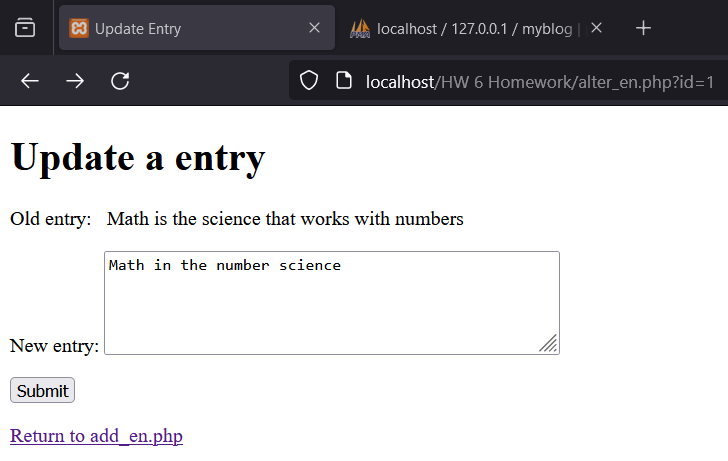 Update Entry
localhost / 127.0.0.1 / myblog |
localhost/HW 6 Homework/alter_en.php?id=1
Update a entry
Old entry: Math is the science that works with numbers
Math in the number science
New entry:
Submit
Return to add_en.php